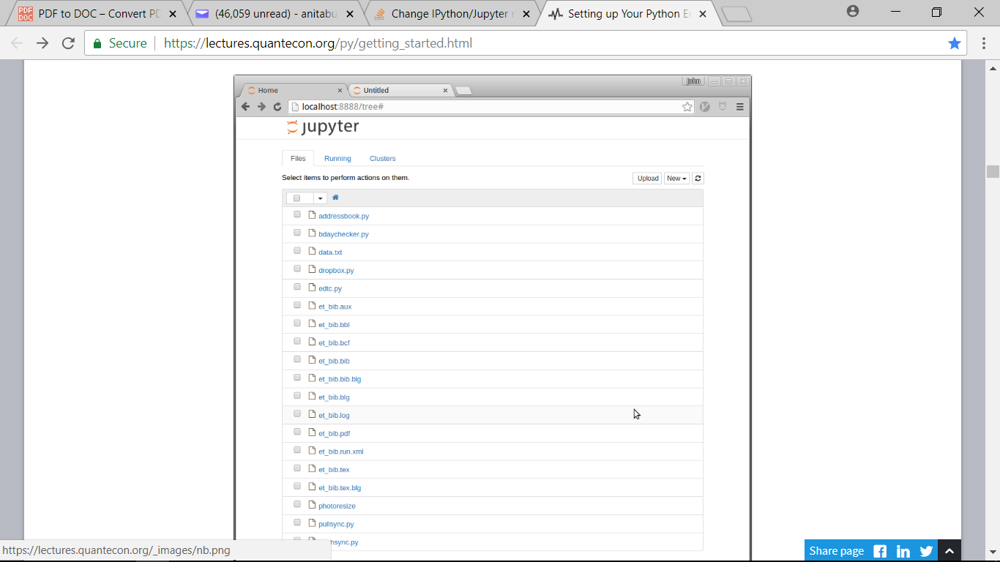 PDF to DOC – Convert PD
(46,059 unread) - anitabu
Change IPython/Jupyter
Setting up Your Python E
Secure https://lectures.quantecon.org/py/getting_started.html
john
Home
Untitled
localhost:8888/tree#
jupyter
Files Running Clusters
Select items to perform actions on them.
Upload New
addressbook.py
bdaychecker.py
data.txt
dropbox.py
edtc.py
et_bib.aux
et_bib.bbl
et_bib.bcf
et_bib.bib
et_bib.bib.blg
et_bib.blg
et_bib.log
et_bib.pdf
et_bib.run.xml
et_bib.tex
et_bib.tex.blg
photoresize
pullsync.py
hsync.py
https://lectures.quantecon.org/_images/nb.png
Share page